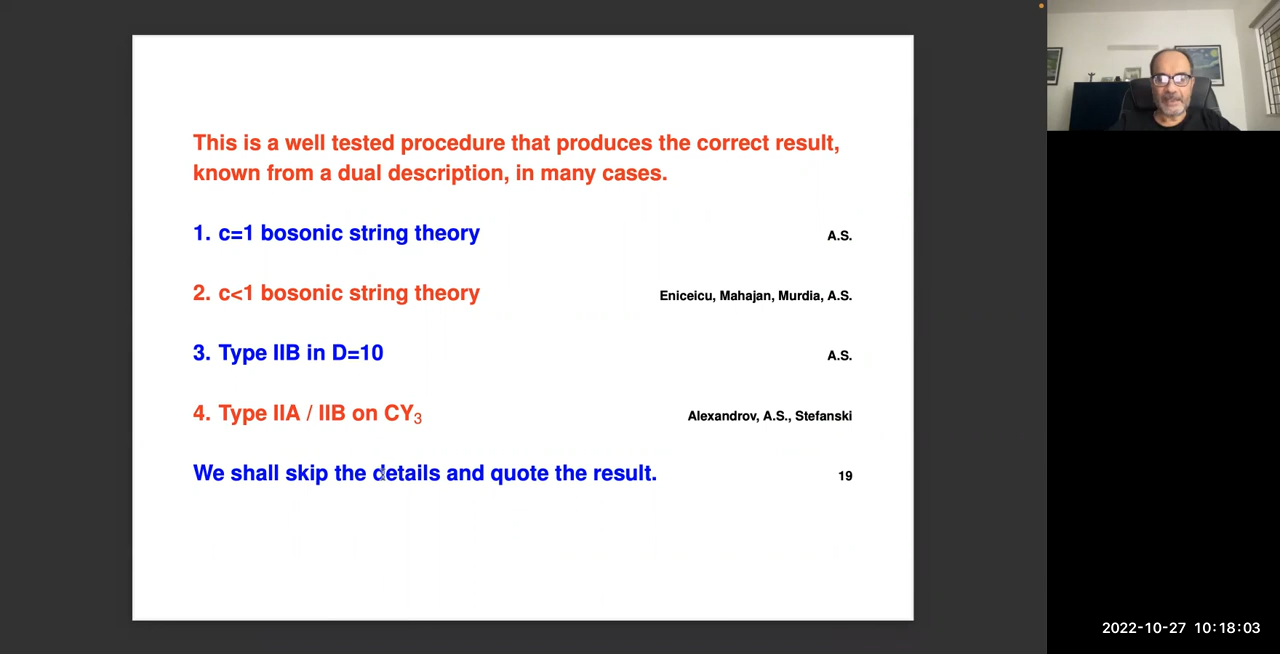 This is a well tested procedure that produces the correct result,
known from a dual description, in many cases.
1. c=1 bosonic string theory A.S.
2. c<1 bosonic string theory Eniceicu, Mahajan, Murdia, A.S.
3. Type IIB in D=10 A.S.
4. Type IIA / IIB on CY₃ Alexandrov, A.S., Stefanski
We shall skip the details and quote the result. 19
2022-10-27 10:18:03